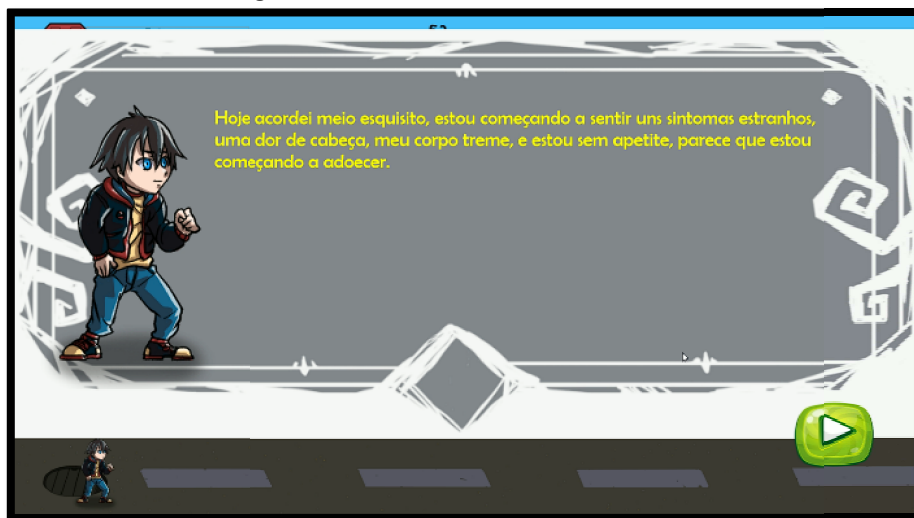 Hoje acordei meio esquisito, estou começando a sentir uns sintomas estranhos,
uma dor de cabeça, meu corpo treme, e estou sem apetite, parece que estou
começando a adoecer.